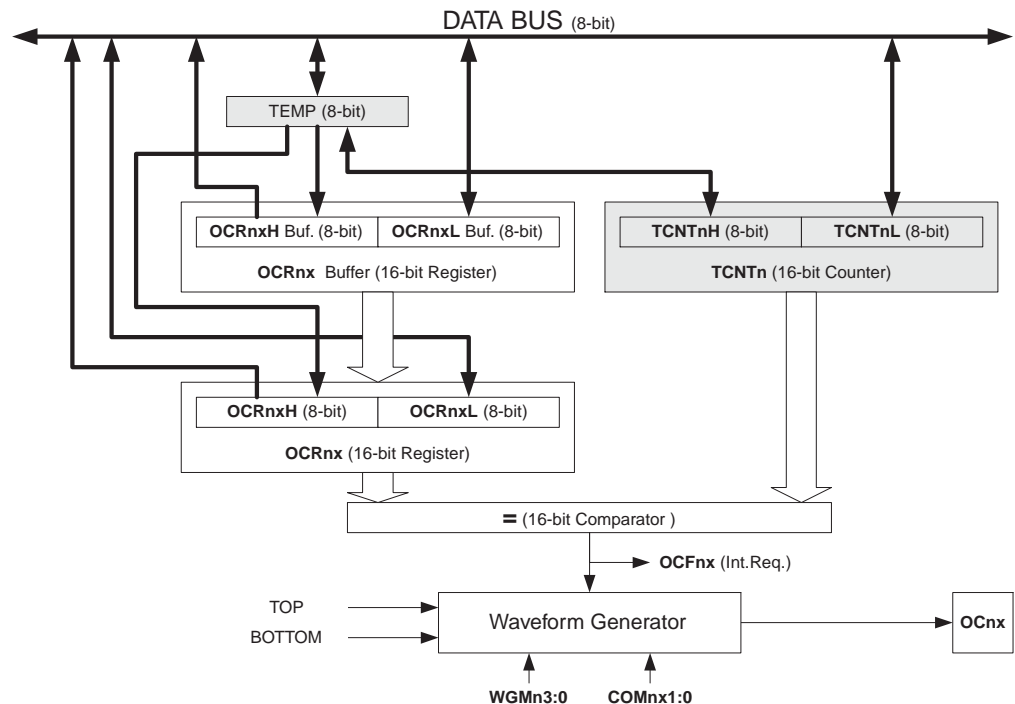 DATA BUS (8-bit)
TEMP (8-bit)
OCRnxH Buf. (8-bit) OCRnxL Buf. (8-bit)
OCRnx Buffer (16-bit Register)
TCNTnH (8-bit) TCNTnL (8-bit)
TCNTn (16-bit Counter)
OCRnxH (8-bit) OCRnxL (8-bit)
OCRnx (16-bit Register)
= (16-bit Comparator )
OCFnx (Int.Req.)
TOP
BOTTOM
Waveform Generator
OCnx
WGMn3:0 COMnx1:0